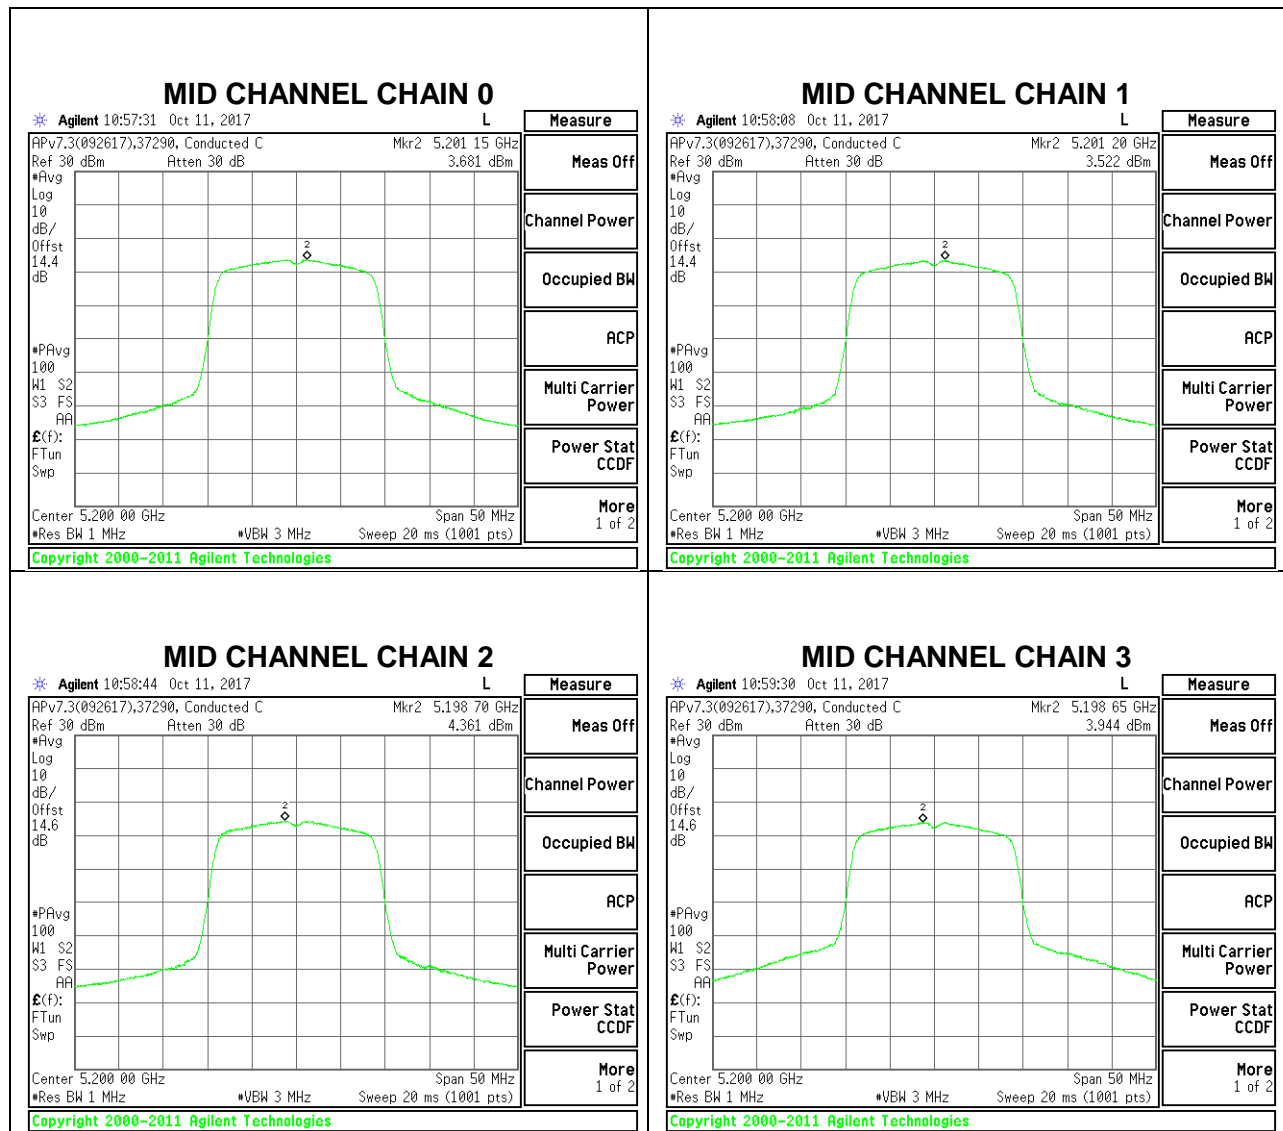 MID CHANNEL CHAIN 0
Agilent 10:57:31 Oct 11, 2017 L Measure
APv7.3(092617),37290, Conducted C Mkr2 5.201 15 GHz
Ref 30 dBm Atten 30 dB 3.681 dBm
Meas Off
#Avg
Log
10
dB/
Offst
14.4
dB
2
Channel Power
Occupied BW
ACP
#PAvg
100
W1 S2
S3 FS
AA
£(f):
FTun
Swp
Multi Carrier
Power
Power Stat
CCDF
More
1 of 2
Center 5.200 00 GHz Span 50 MHz
#Res BW 1 MHz #VBW 3 MHz Sweep 20 ms (1001 pts)
Copyright 2000-2011 Agilent Technologies
MID CHANNEL CHAIN 1
Agilent 10:58:08 Oct 11, 2017 L Measure
APv7.3(092617),37290, Conducted C Mkr2 5.201 20 GHz
Ref 30 dBm Atten 30 dB 3.522 dBm
Meas Off
#Avg
Log
10
dB/
Offst
14.4
dB
2
Channel Power
Occupied BW
ACP
#PAvg
100
W1 S2
S3 FS
AA
£(f):
FTun
Swp
Multi Carrier
Power
Power Stat
CCDF
More
1 of 2
Center 5.200 00 GHz Span 50 MHz
#Res BW 1 MHz #VBW 3 MHz Sweep 20 ms (1001 pts)
Copyright 2000-2011 Agilent Technologies
MID CHANNEL CHAIN 2
Agilent 10:58:44 Oct 11, 2017 L Measure
APv7.3(092617),37290, Conducted C Mkr2 5.198 70 GHz
Ref 30 dBm Atten 30 dB 4.361 dBm
Meas Off
#Avg
Log
10
dB/
Offst
14.6
dB
2
Channel Power
Occupied BW
ACP
#PAvg
100
W1 S2
S3 FS
AA
£(f):
FTun
Swp
Multi Carrier
Power
Power Stat
CCDF
More
1 of 2
Center 5.200 00 GHz Span 50 MHz
#Res BW 1 MHz #VBW 3 MHz Sweep 20 ms (1001 pts)
Copyright 2000-2011 Agilent Technologies
MID CHANNEL CHAIN 3
Agilent 10:59:30 Oct 11, 2017 L Measure
APv7.3(092617),37290, Conducted C Mkr2 5.198 65 GHz
Ref 30 dBm Atten 30 dB 3.944 dBm
Meas Off
#Avg
Log
10
dB/
Offst
14.6
dB
2
Channel Power
Occupied BW
ACP
#PAvg
100
W1 S2
S3 FS
AA
£(f):
FTun
Swp
Multi Carrier
Power
Power Stat
CCDF
More
1 of 2
Center 5.200 00 GHz Span 50 MHz
#Res BW 1 MHz #VBW 3 MHz Sweep 20 ms (1001 pts)
Copyright 2000-2011 Agilent Technologies